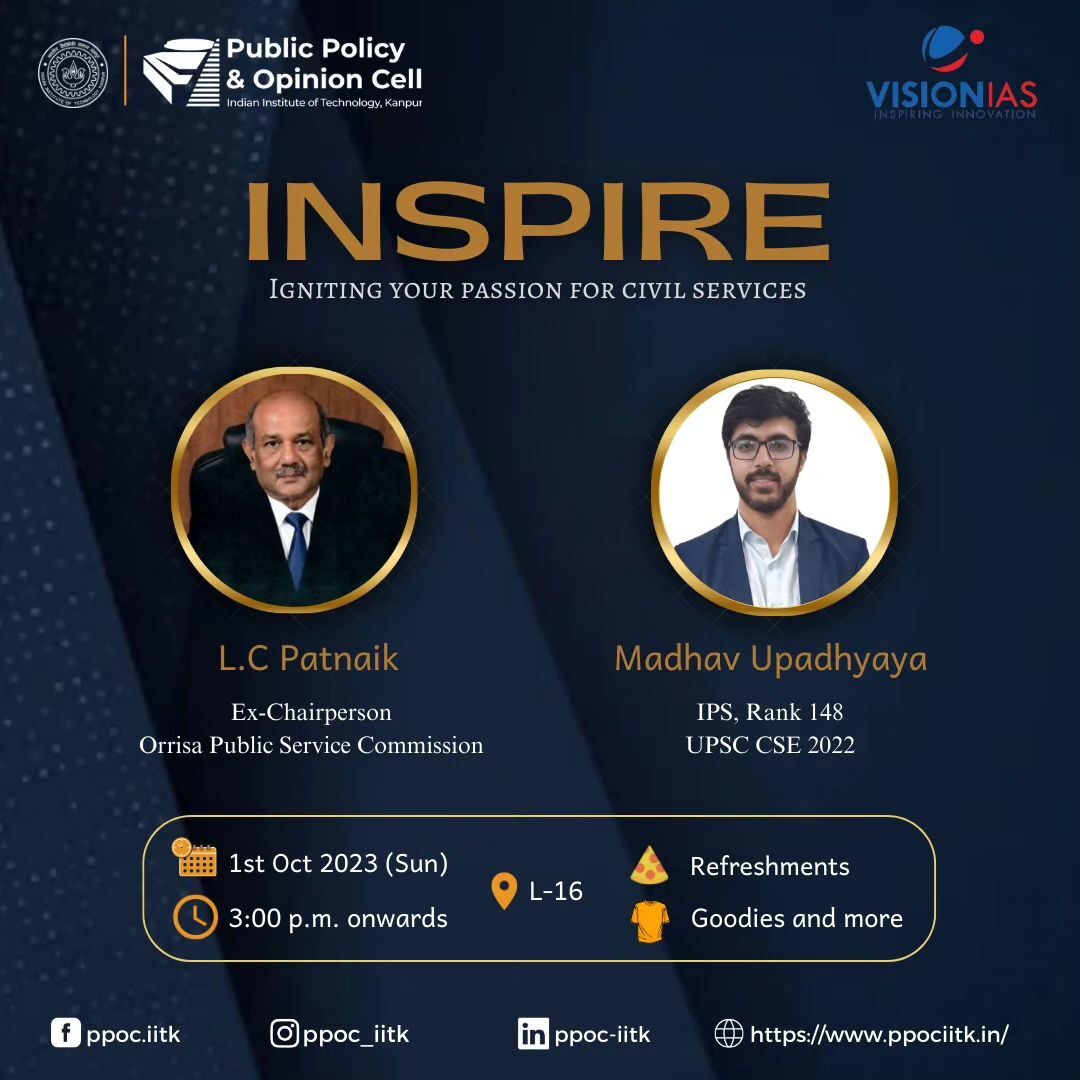 Public Policy
& Opinion Cell
Indian Institute of Technology, Kanpur
VISIONIAS
INSPIRING INNOVATION
INSPIRE
Igniting your passion for civil services
L.C Patnaik
Ex-Chairperson
Orrisa Public Service Commission
Madhav Upadhyaya
IPS, Rank 148
UPSC CSE 2022
1st Oct 2023 (Sun)
3:00 p.m. onwards
L-16
Refreshments
Goodies and more
ppoc.iitk
ppoc_iitk
in ppoc-iitk
https://www.ppociitk.in/